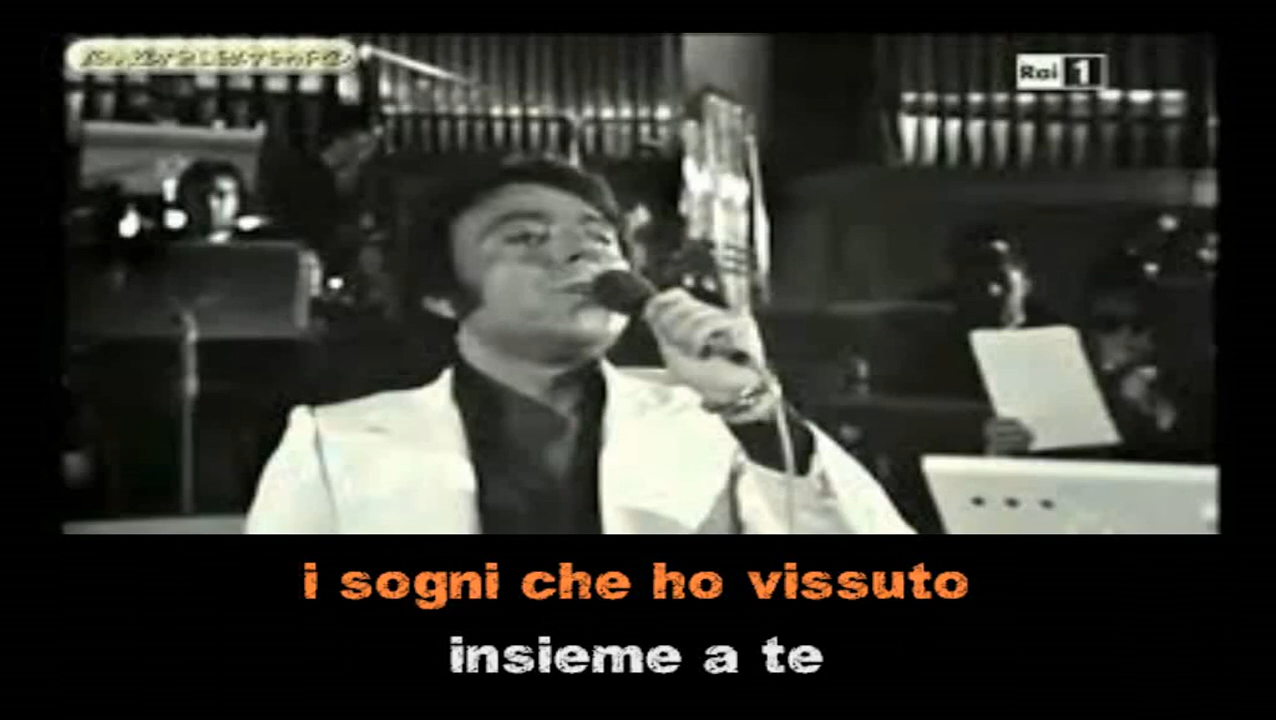 Rai 1
i sogni che ho vissuto
insieme a te